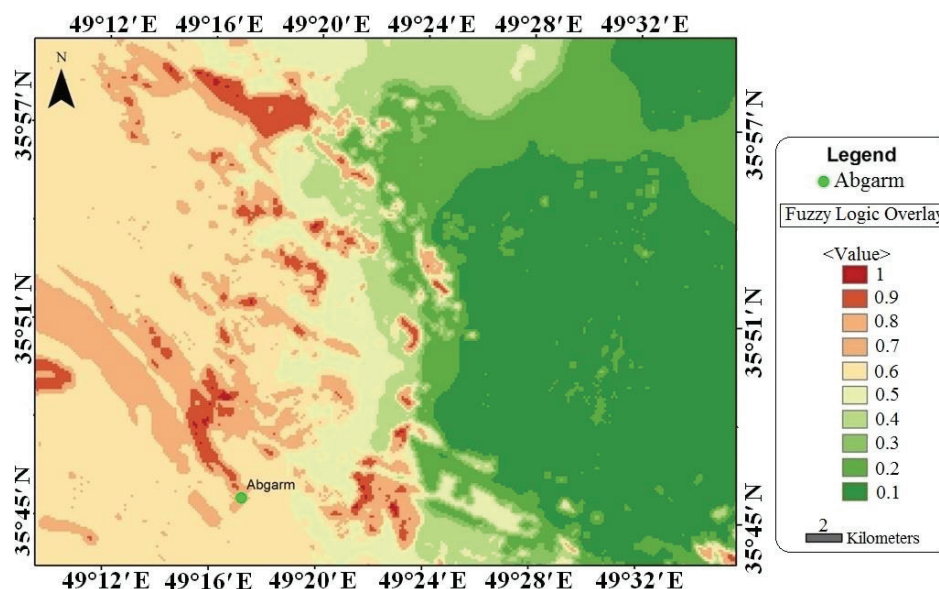 49°12′ E 49°16′ E 49°20′ E 49°24′ E 49°28′ E 49°32′ E
N
35°57′ N
35°57′ N
35°51′ N
35°51′ N
35°45′ N
35°45′ N
Abgarm
49°12′ E 49°16′ E 49°20′ E 49°24′ E 49°28′ E 49°32′ E
Legend
Abgarm
Fuzzy Logic Overlay
<Value>
1
0.9
0.8
0.7
0.6
0.5
0.4
0.3
0.2
0.1
2
Kilometers